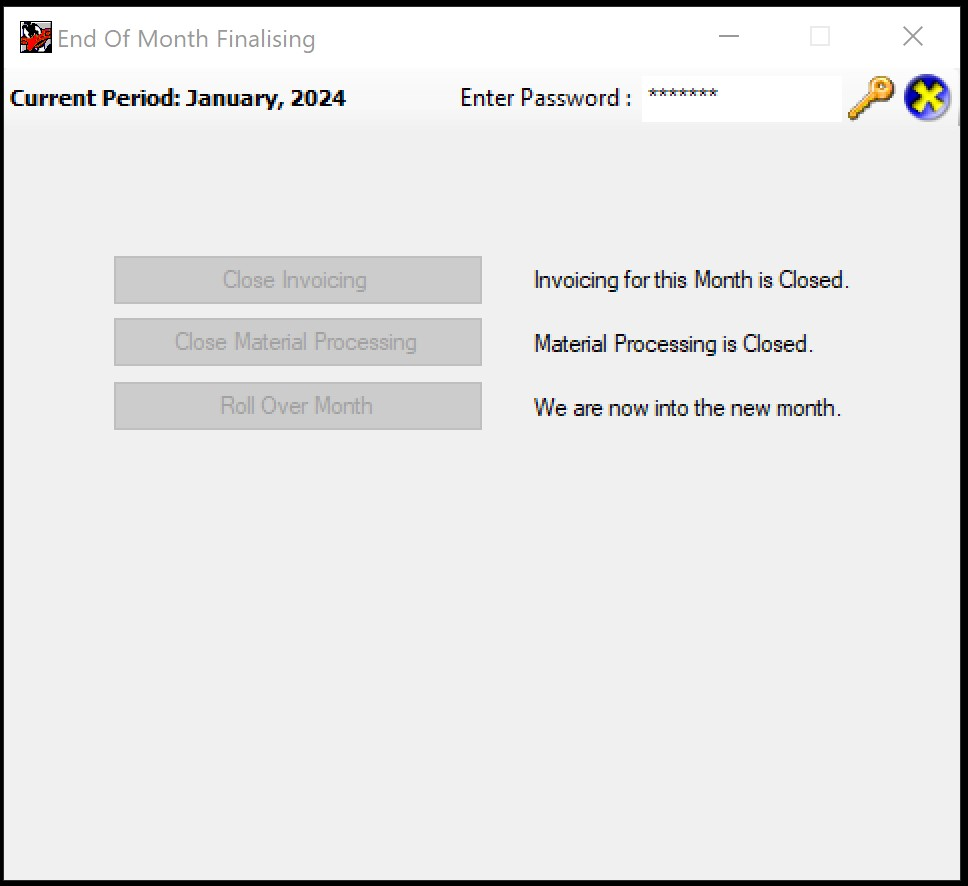 End Of Month Finalising
Current Period: January, 2024 Enter Password : *******
Close Invoicing Invoicing for this Month is Closed.
Close Material Processing Material Processing is Closed.
Roll Over Month We are now into the new month.